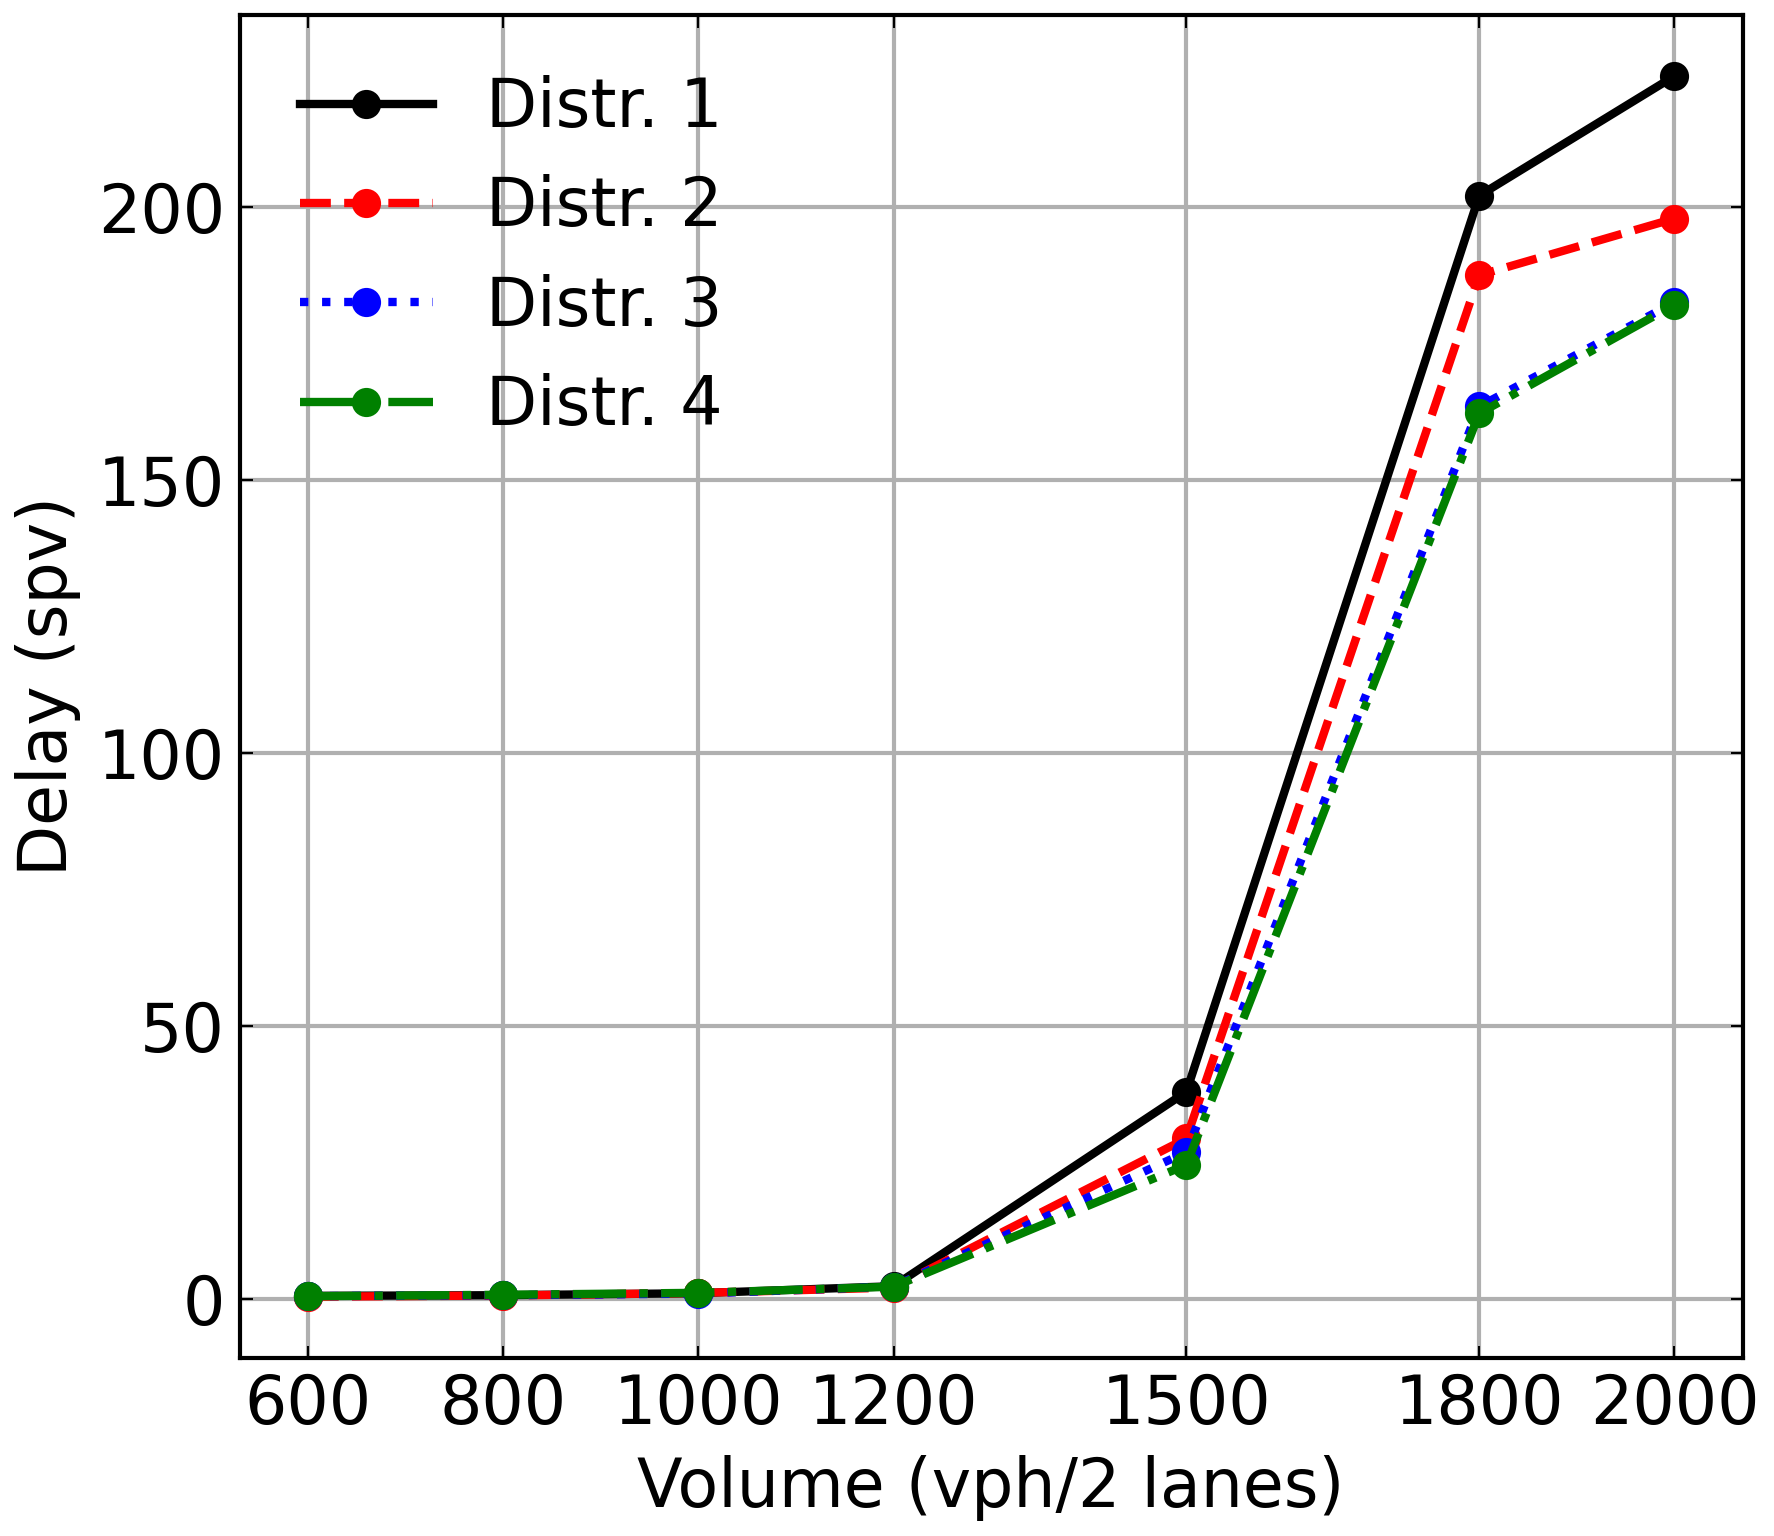 Distr. 1
Distr. 2
Distr. 3
Distr. 4
200
150
100
50
0
Delay (spv)
600 800 1000 1200 1500 1800 2000
Volume (vph/2 lanes)